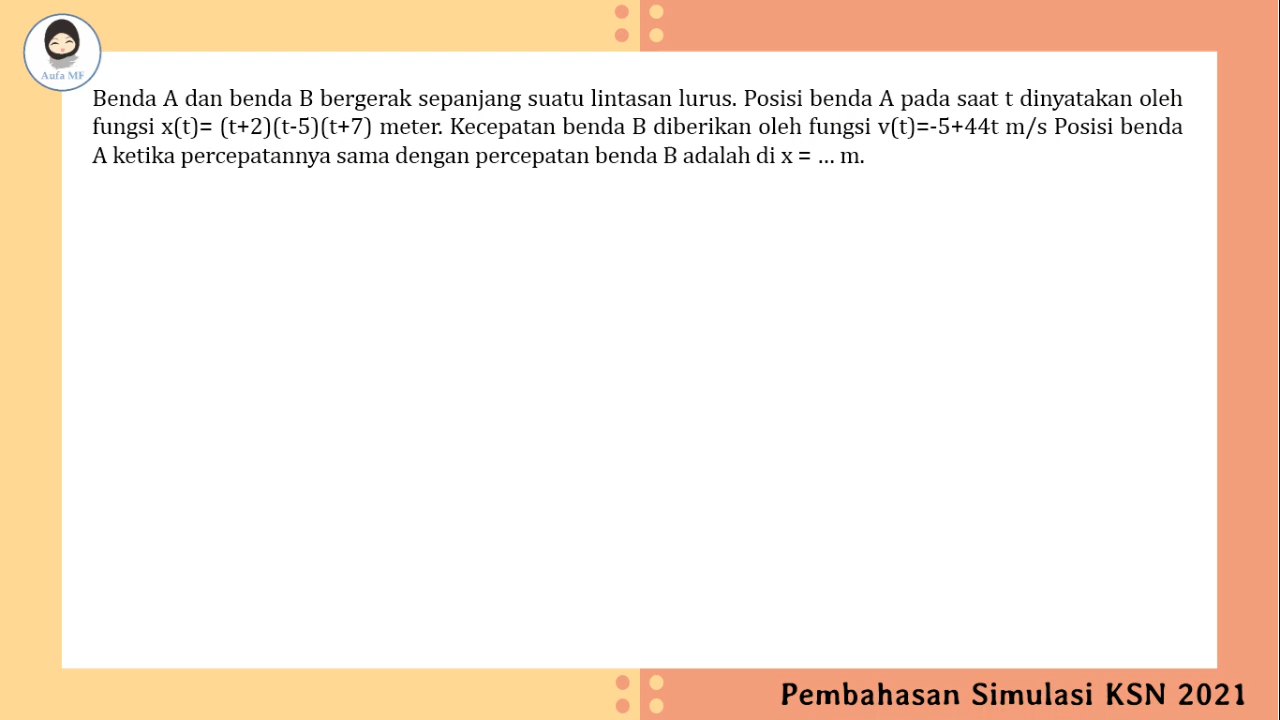 Aufa MF
Benda A dan benda B bergerak sepanjang suatu lintasan lurus. Posisi benda A pada saat t dinyatakan oleh
fungsi x(t)= (t+2)(t-5)(t+7) meter. Kecepatan benda B diberikan oleh fungsi v(t)=-5+44t m/s Posisi benda
A ketika percepatannya sama dengan percepatan benda B adalah di x = ... m.
Pembahasan Simulasi KSN 2021